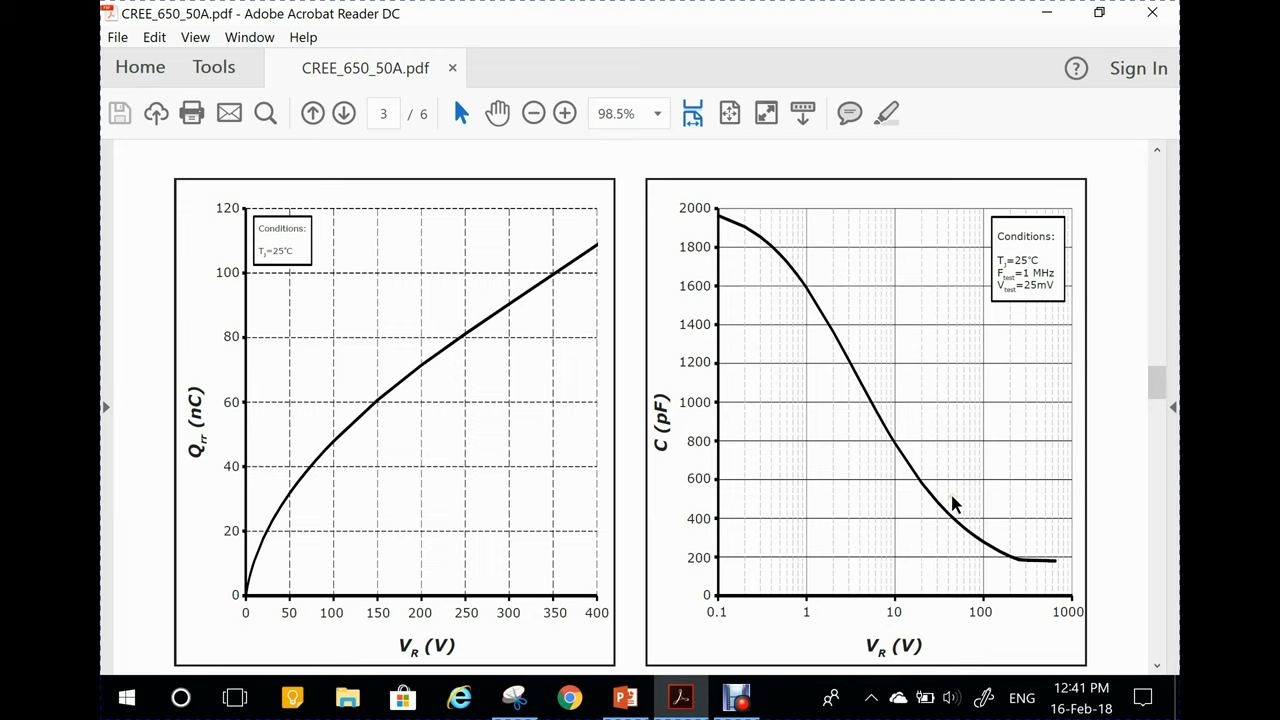 CREE_650_50A.pdf - Adobe Acrobat Reader DC
File Edit View Window Help
Home Tools CREE_650_50A.pdf × ? Sign In
3 / 6 98.5%
120
100
80
60
40
20
0
0 50 100 150 200 250 300 350 400
Conditions:
TJ=25˚C
Qrr (nC)
VR (V)
2000
1800
1600
1400
1200
1000
800
600
400
200
0
0.1 1 10 100 1000
Conditions:
TJ=25˚C
Ftest=1 MHz
Vtest=25mV
C (pF)
VR (V)
ENG
12:41 PM
16-Feb-18